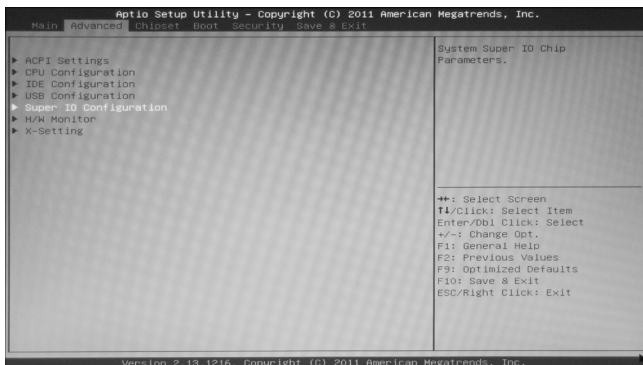 Aptio Setup Utility – Copyright (C) 2011 American Megatrends, Inc.
Main Advanced Chipset Boot Security Save & Exit
▶ ACPI Settings
▶ CPU Configuration
▶ IDE Configuration
▶ USB Configuration
▶ Super IO Configuration
▶ H/W Monitor
▶ X-Setting
System Super IO Chip
Parameters.
→←: Select Screen
↑↓/Click: Select Item
Enter/Dbl Click: Select
+/-: Change Opt.
F1: General Help
F2: Previous Values
F9: Optimized Defaults
F10: Save & Exit
ESC/Right Click: Exit
Version 2.13.1216. Copyright (C) 2011 American Megatrends, Inc.